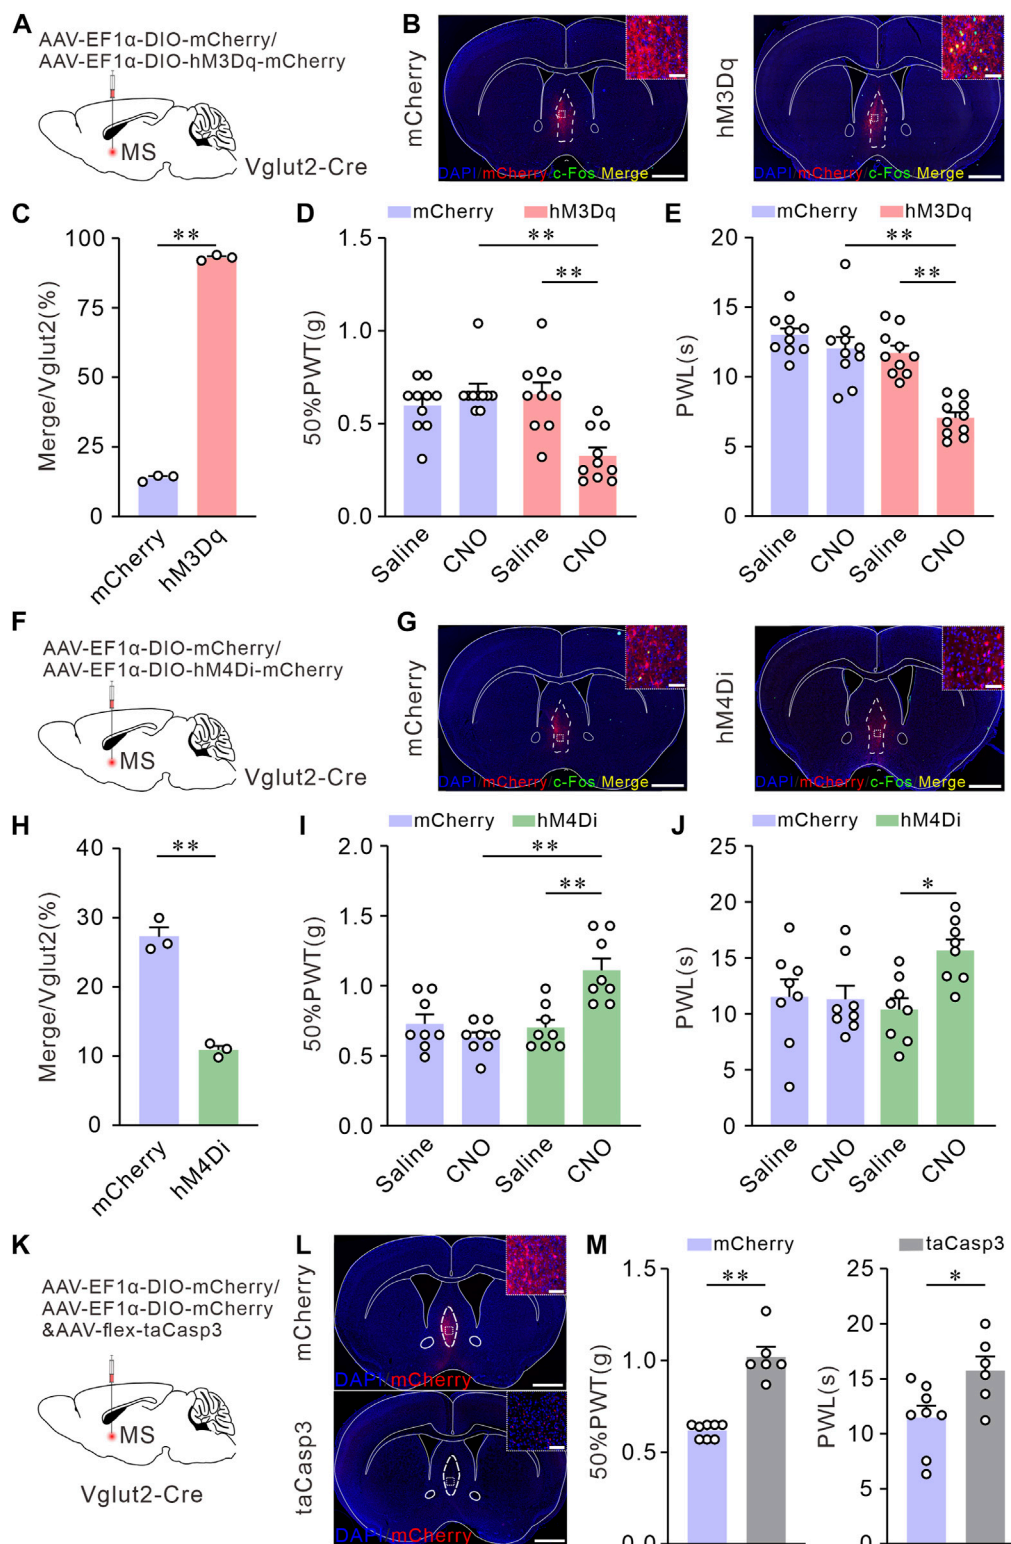 A
AAV-EF1α-DIO-mCherry/
AAV-EF1α-DIO-hM3Dq-mCherry
MS
Vglut2-Cre
B
mCherry
DAPI/mCherry/c-Fos/Merge
hM3Dq
DAPI/mCherry/c-Fos/Merge
C
Merge/Vglut2(%)
100
75
50
25
0
**
mCherry
hM3Dq
D
mCherry
hM3Dq
50%PWT(g)
1.5
1.0
0.5
0.0
**
**
Saline
CNO
Saline
CNO
E
mCherry
hM3Dq
PWL(s)
20
15
10
5
0
**
**
Saline
CNO
Saline
CNO
F
AAV-EF1α-DIO-mCherry/
AAV-EF1α-DIO-hM4Di-mCherry
MS
Vglut2-Cre
G
mCherry
DAPI/mCherry/c-Fos/Merge
hM4Di
DAPI/mCherry/c-Fos/Merge
H
Merge/Vglut2(%)
40
30
20
10
0
**
mCherry
hM4Di
I
mCherry
hM4Di
50%PWT(g)
2.0
1.5
1.0
0.5
0.0
**
**
Saline
CNO
Saline
CNO
J
mCherry
hM4Di
PWL(s)
25
20
15
10
5
0
*
Saline
CNO
Saline
CNO
K
AAV-EF1α-DIO-mCherry/
AAV-EF1α-DIO-mCherry
&AAV-flex-taCasp3
MS
Vglut2-Cre
L
mCherry
DAPI/mCherry
taCasp3
DAPI/mCherry
M
mCherry
taCasp3
50%PWT(g)
1.5
1.0
0.5
0.0
**
PWL(s)
25
20
15
10
5
0
*